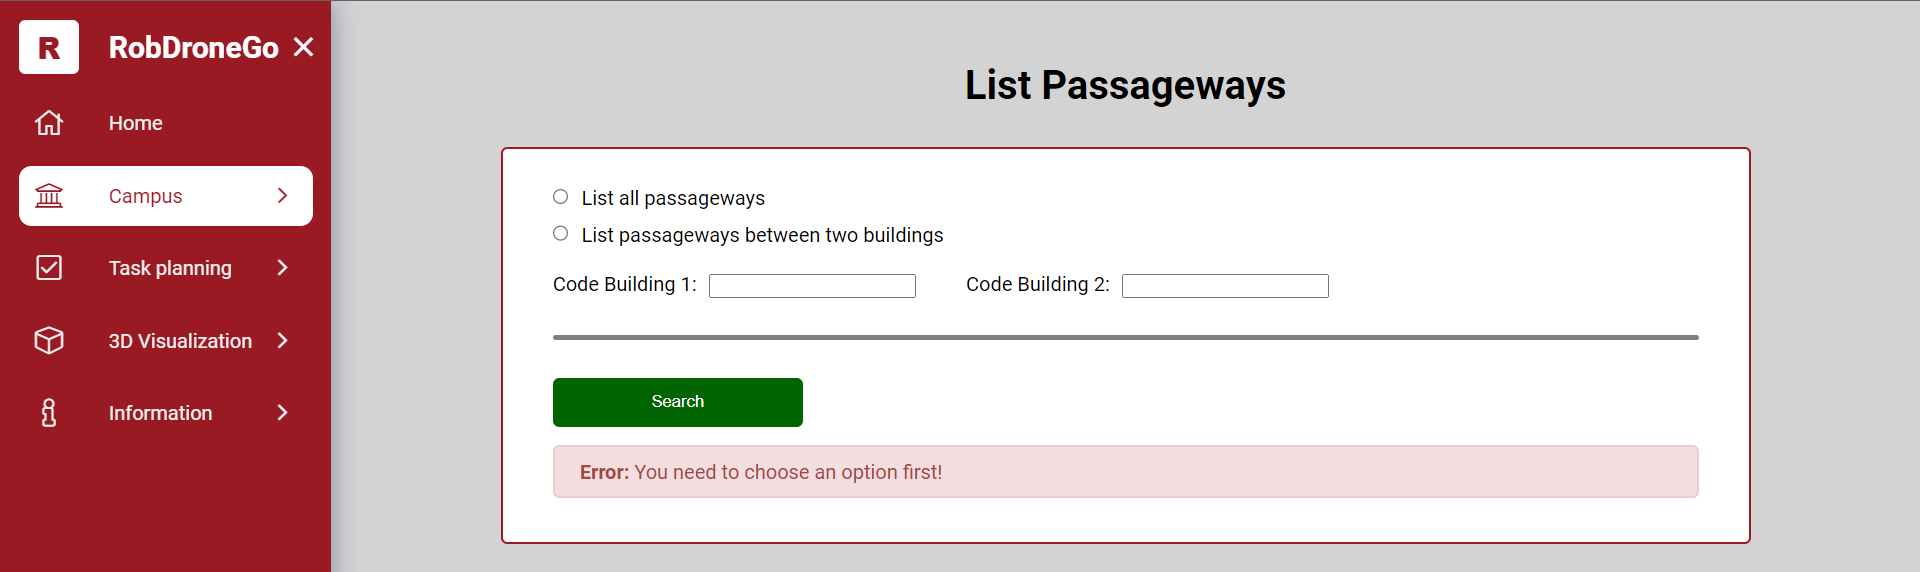 R
RobDroneGo
Home
Campus
Task planning
3D Visualization
Information
List Passageways
List all passageways
List passageways between two buildings
Code Building 1: Code Building 2:
Search
Error: You need to choose an option first!